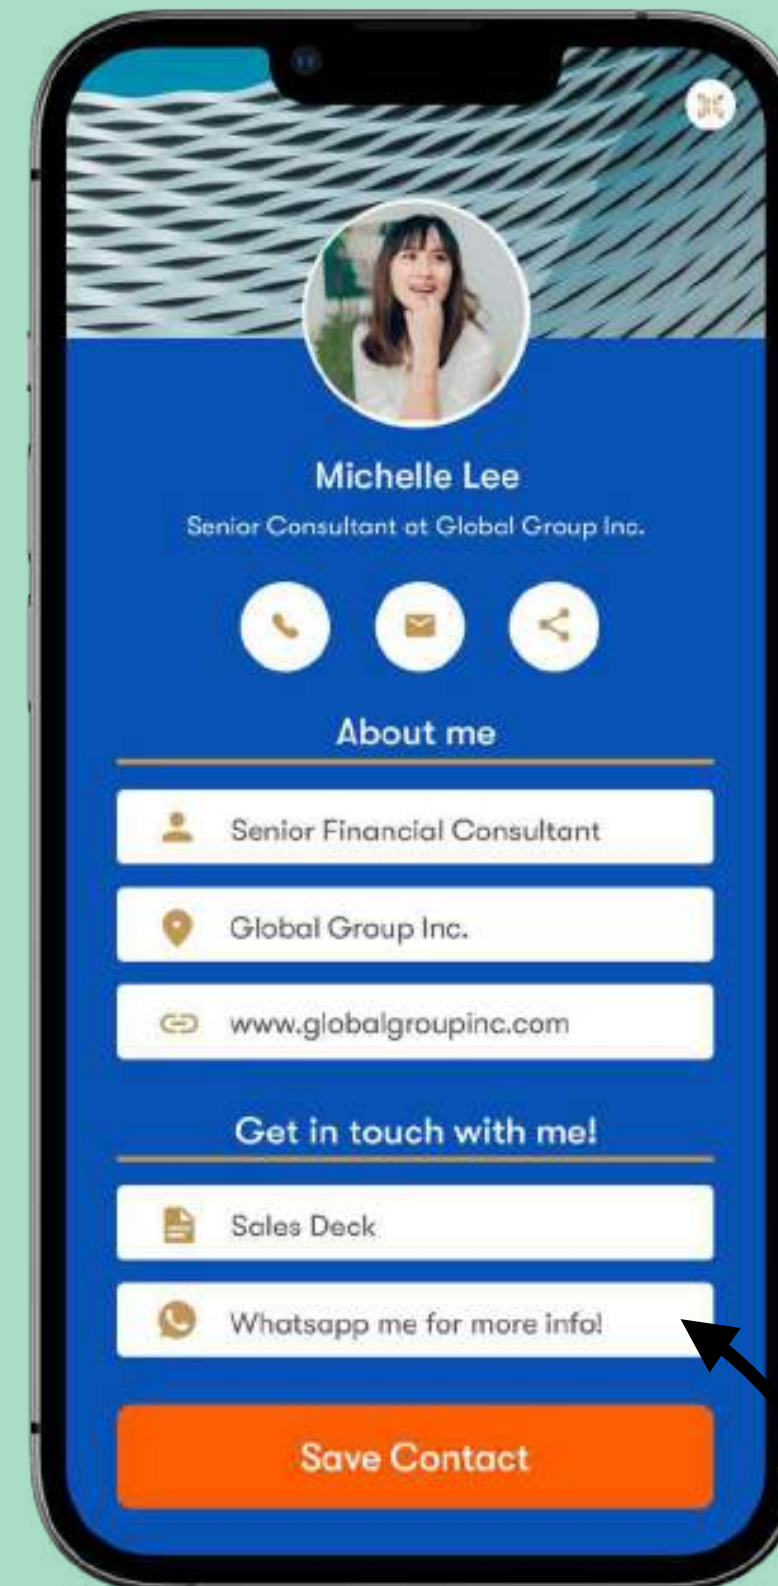 Michelle Lee
Senior Consultant at Global Group Inc.
About me
Senior Financial Consultant
Global Group Inc.
www.globalgroupinc.com
Get in touch with me!
Sales Deck
Whatsapp me for more info!
Save Contact